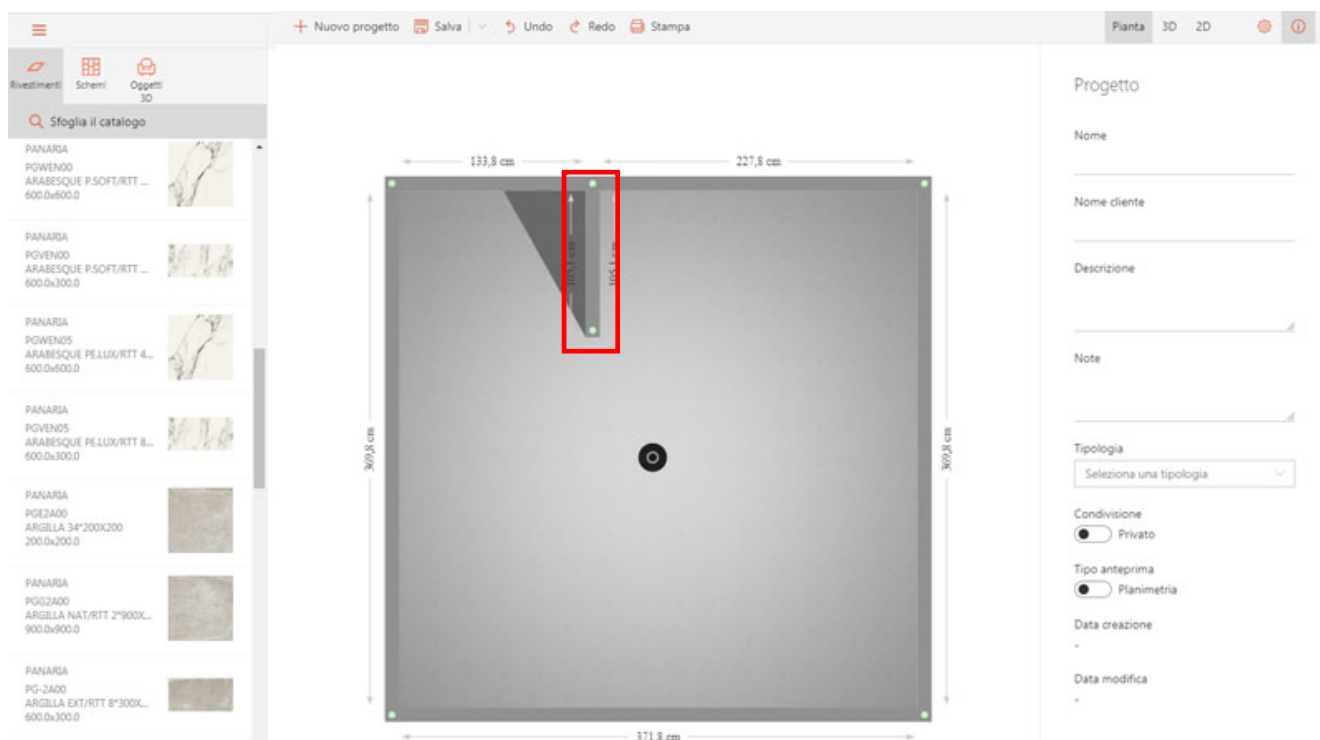 Nuovo progetto Salva Undo Redo Stampa Pianta 3D 2D
Rivestimenti Schemi Oggetti
3D
Sfoglia il catalogo
PANARIA
PGWEN00
ARABESQUE P.SOFT/RTT ...
600.0x600.0
PANARIA
PGVEN00
ARABESQUE P.SOFT/RTT ...
600.0x300.0
PANARIA
PGWEN05
ARABESQUE PE.LUX/RTT 4...
600.0x600.0
PANARIA
PGVEN05
ARABESQUE PE.LUX/RTT 8...
600.0x300.0
PANARIA
PGE2A00
ARGILLA 34*200X200
200.0x200.0
PANARIA
PGG2A00
ARGILLA NAT/RTT 2*900X...
900.0x900.0
PANARIA
PG-2A00
ARGILLA EXT/RTT 8*300X...
600.0x300.0
133,8 cm 227,8 cm
105,1 cm 105,1 cm
369,8 cm 369,8 cm
371,8 cm
Progetto
Nome
Nome cliente
Descrizione
Note
Tipologia
Seleziona una tipologia
Condivisione
Privato
Tipo anteprima
Planimetria
Data creazione
-
Data modifica
-